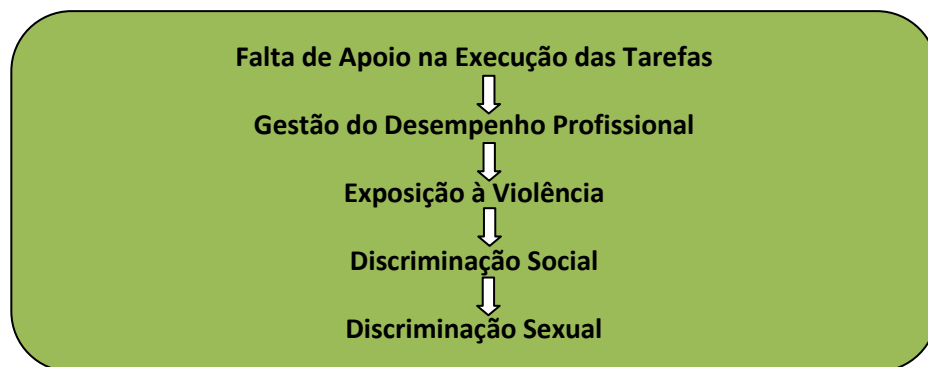 Falta de Apoio na Execução das Tarefas
Gestão do Desempenho Profissional
Exposição à Violência
Discriminação Social
Discriminação Sexual